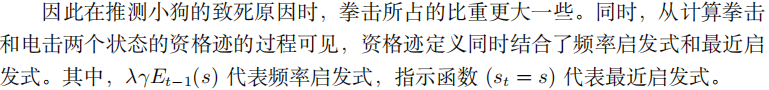 因此在推测小狗的致死原因时，拳击所占的比重更大一些。同时，从计算拳击
和电击两个状态的资格迹的过程可见，资格迹定义同时结合了频率启发式和最近启
发式。其中，λγE_{t−1}(s) 代表频率启发式，指示函数 (s_t = s) 代表最近启发式。